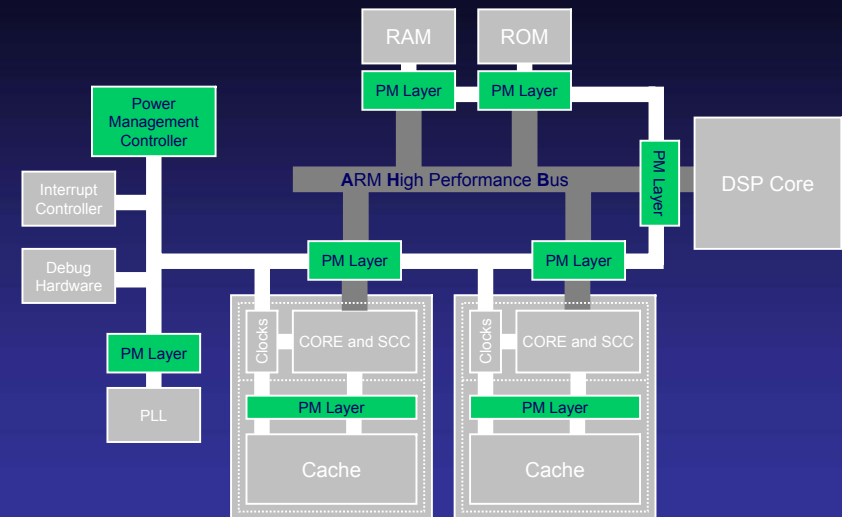 RAM
ROM
PM Layer
PM Layer
Power
Management
Controller
PM Layer
DSP Core
Interrupt
Controller
ARM High Performance Bus
PM Layer
PM Layer
Debug
Hardware
Clocks
CORE and SCC
Clocks
CORE and SCC
PM Layer
PLL
PM Layer
PM Layer
Cache
Cache